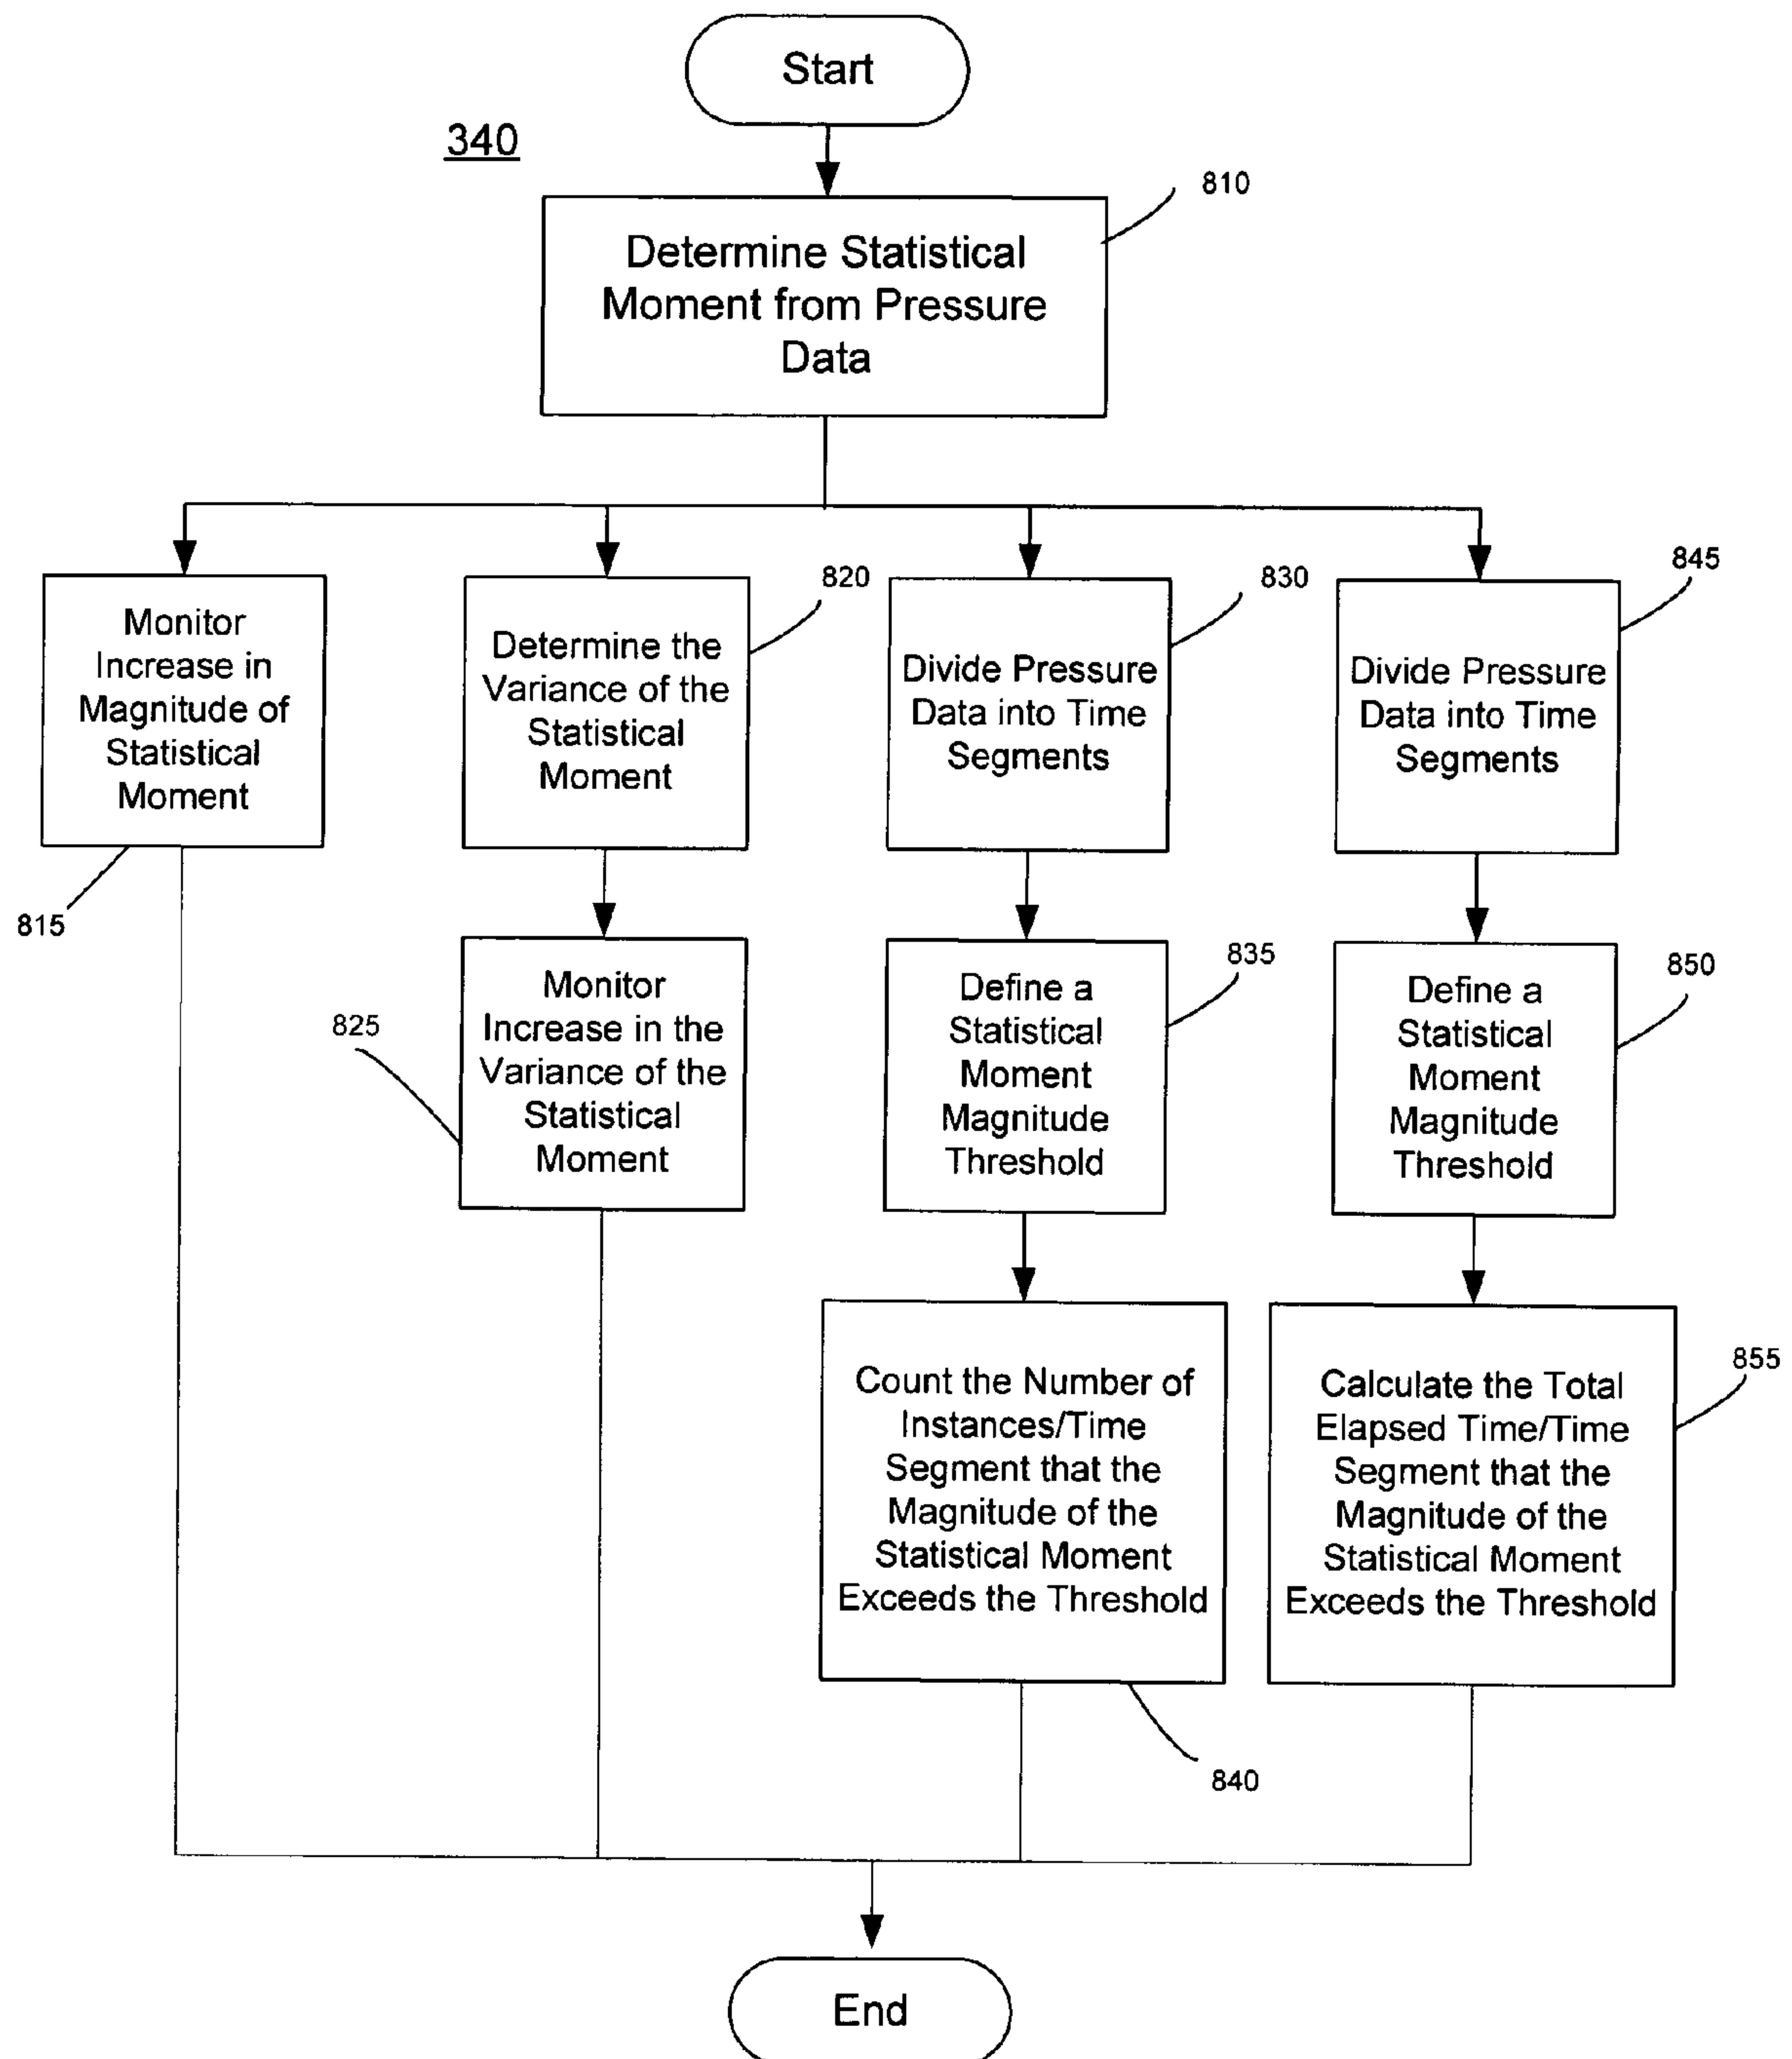 Start
340
810
Determine Statistical
Moment from Pressure
Data
815
Monitor
Increase in
Magnitude of
Statistical
Moment
820
Determine the
Variance of the
Statistical
Moment
825
Monitor
Increase in the
Variance of the
Statistical
Moment
830
Divide Pressure
Data into Time
Segments
835
Define a
Statistical
Moment
Magnitude
Threshold
Count the Number of
Instances/Time
Segment that the
Magnitude of the
Statistical Moment
Exceeds the Threshold
840
845
Divide Pressure
Data into Time
Segments
850
Define a
Statistical
Moment
Magnitude
Threshold
855
Calculate the Total
Elapsed Time/Time
Segment that the
Magnitude of the
Statistical Moment
Exceeds the Threshold
End